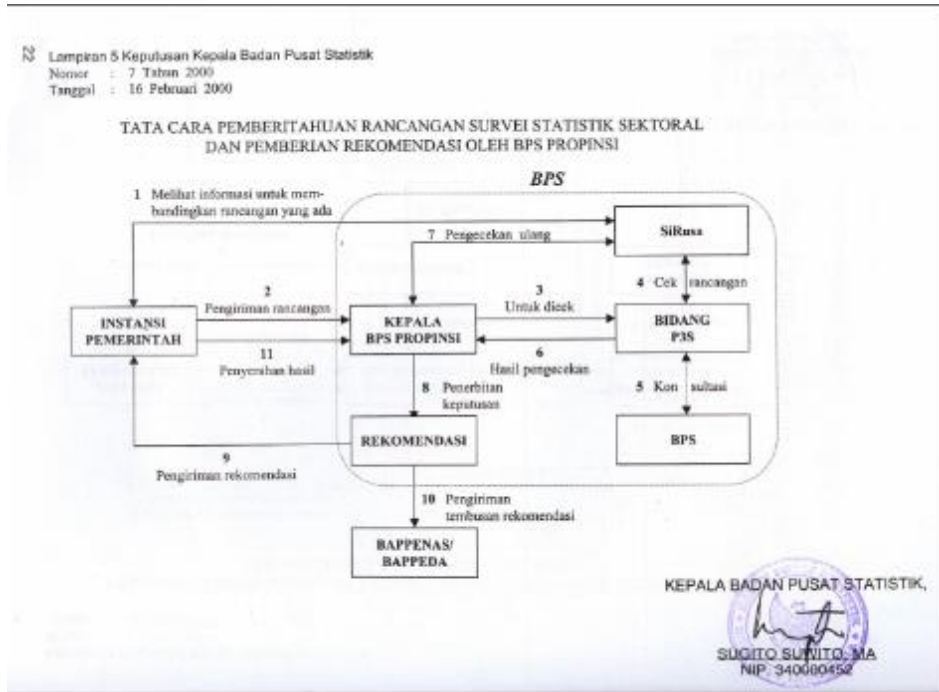 22
Lampiran 5 Keputusan Kepala Badan Pusat Statistik
Nomor : 7 Tahun 2000
Tanggal : 16 Pebruari 2000
TATA CARA PEMBERITAHUAN RANCANGAN SURVEI STATISTIK SEKTORAL
DAN PEMBERIAN REKOMENDASI OLEH BPS PROPINSI
BPS
1 Melihat informasi untuk mem-
bandingkan rancangan yang ada
SiRusa
7 Pengecekan ulang
4 Cek rancangan
2
Pengiriman rancangan
3
Untuk dicek
INSTANSI
PEMERINTAH
KEPALA
BPS PROPINSI
BIDANG
P3S
11
Penyerahan hasil
6
Hasil pengecekan
8 Penerbitan
keputusan
5 Kon sultasi
REKOMENDASI
BPS
9
Pengiriman rekomendasi
10 Pengiriman
tembusan rekomendasi
BAPPENAS/
BAPPEDA
KEPALA BADAN PUSAT STATISTIK,
SUGITO SUWITO, MA
NIP. 340000452